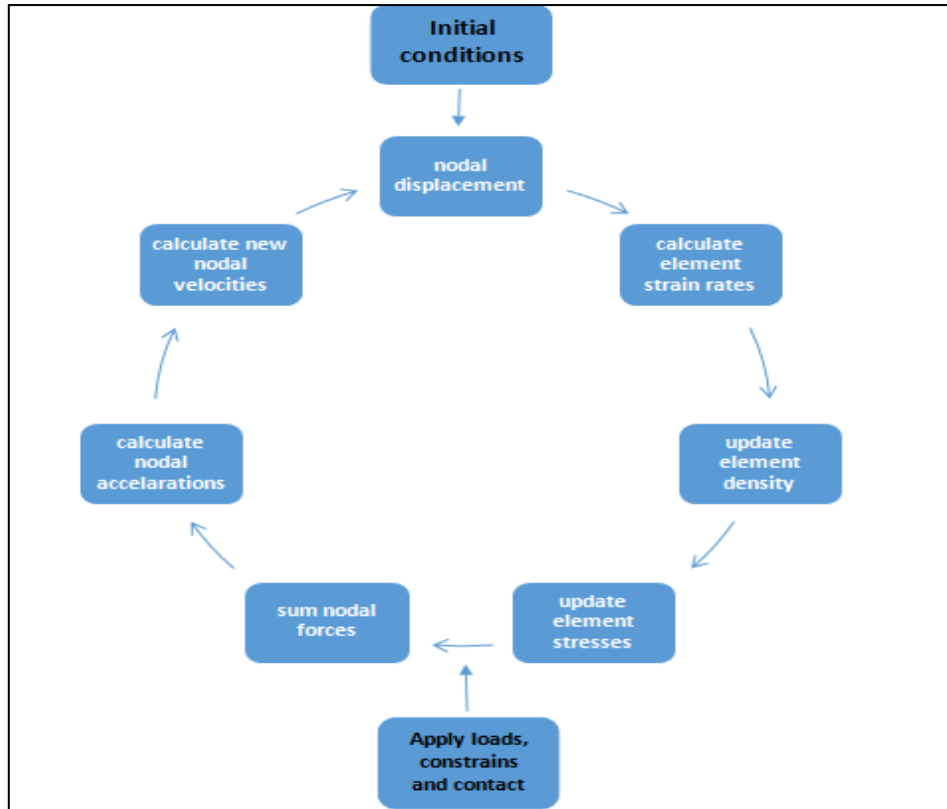 Initial
conditions
nodal
displacement
calculate
element
strain rates
update
element
density
update
element
stresses
Apply loads,
constrains
and contact
sum nodal
forces
calculate
nodal
accelarations
calculate new
nodal
velocities